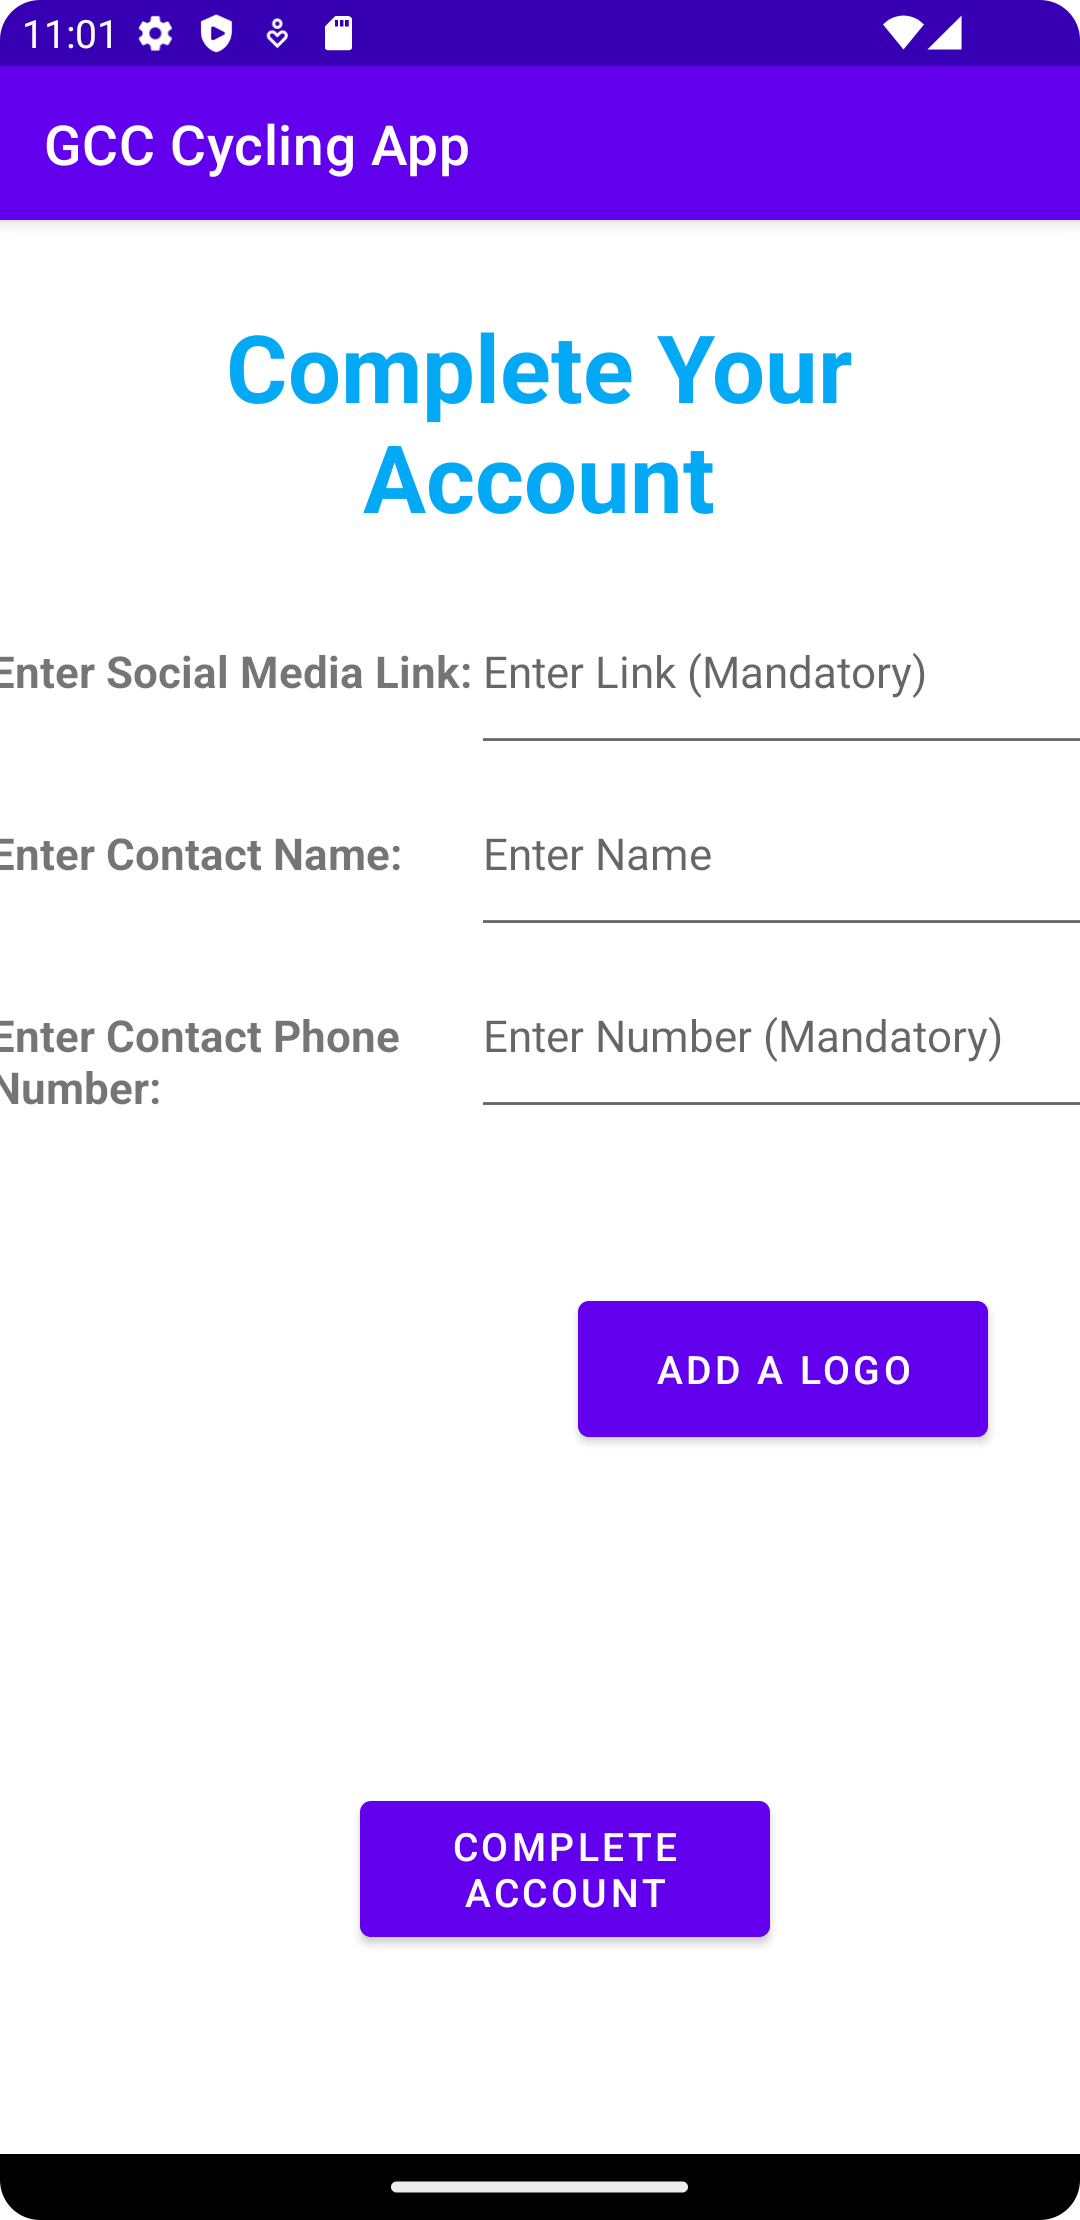 11:01
GCC Cycling App
Complete Your
Account
Enter Social Media Link: Enter Link (Mandatory)
Enter Contact Name: Enter Name
Enter Contact Phone Enter Number (Mandatory)
Number:
ADD A LOGO
COMPLETE
ACCOUNT